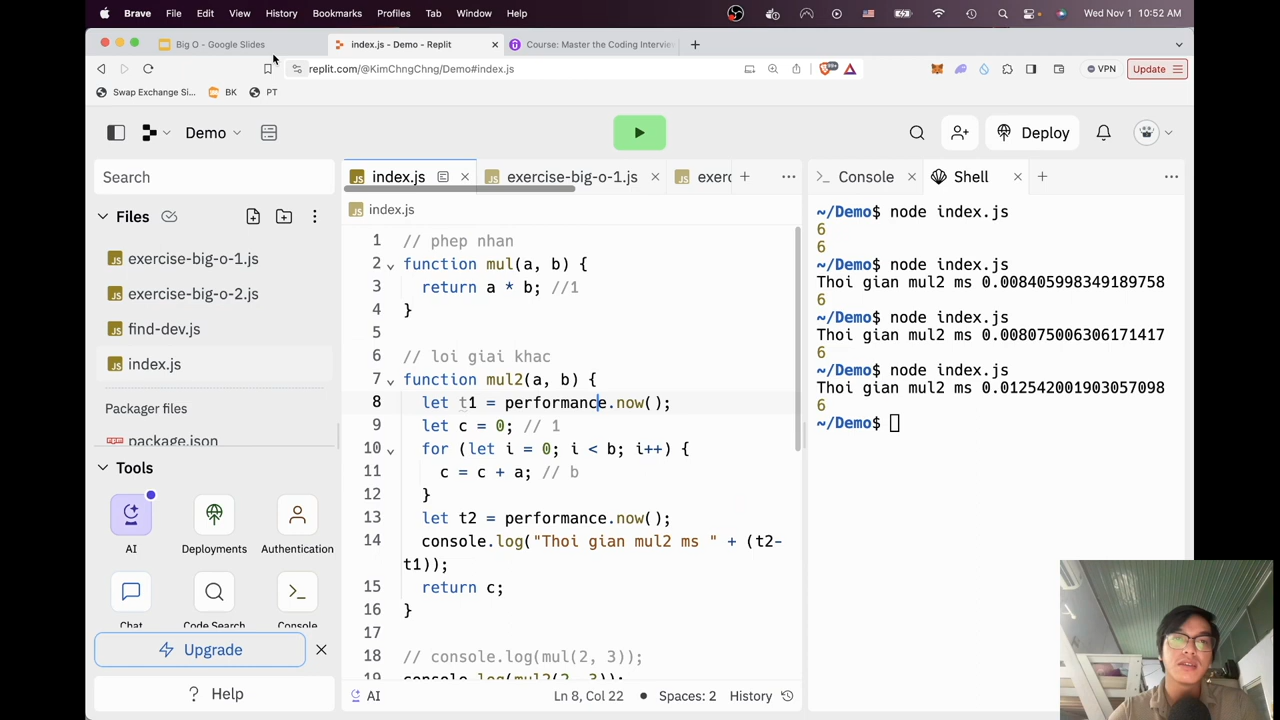 Brave File Edit View History Bookmarks Profiles Tab Window Help Wed Nov 1 10:52 AM
Big O - Google Slides index.js - Demo - Replit Course: Master the Coding Intervie
replit.com/@KimChngChng/Demo#index.js VPN Update
Swap Exchange Si... BK PT
Demo Deploy
Search
Files
exercise-big-o-1.js
exercise-big-o-2.js
find-dev.js
index.js
Packager files
package.json
Tools
AI Deployments Authentication
Chat Code Search Console
Upgrade
? Help
index.js exercise-big-o-1.js exerc
index.js
1 // phep nhan
2 function mul(a, b) {
3 return a * b; //1
4 }
5
6 // loi giai khac
7 function mul2(a, b) {
8 let t1 = performance.now();
9 let c = 0; // 1
10 for (let i = 0; i < b; i++) {
11 c = c + a; // b
12 }
13 let t2 = performance.now();
14 console.log("Thoi gian mul2 ms " + (t2-
t1));
15 return c;
16 }
17
18 // console.log(mul(2, 3));
19 console.log(mul2(2, 3));
AI Ln 8, Col 22 Spaces: 2 History
Console Shell
~/Demo$ node index.js
6
6
~/Demo$ node index.js
Thoi gian mul2 ms 0.008405998349189758
6
~/Demo$ node index.js
Thoi gian mul2 ms 0.008075006306171417
6
~/Demo$ node index.js
Thoi gian mul2 ms 0.012542001903057098
6
~/Demo$